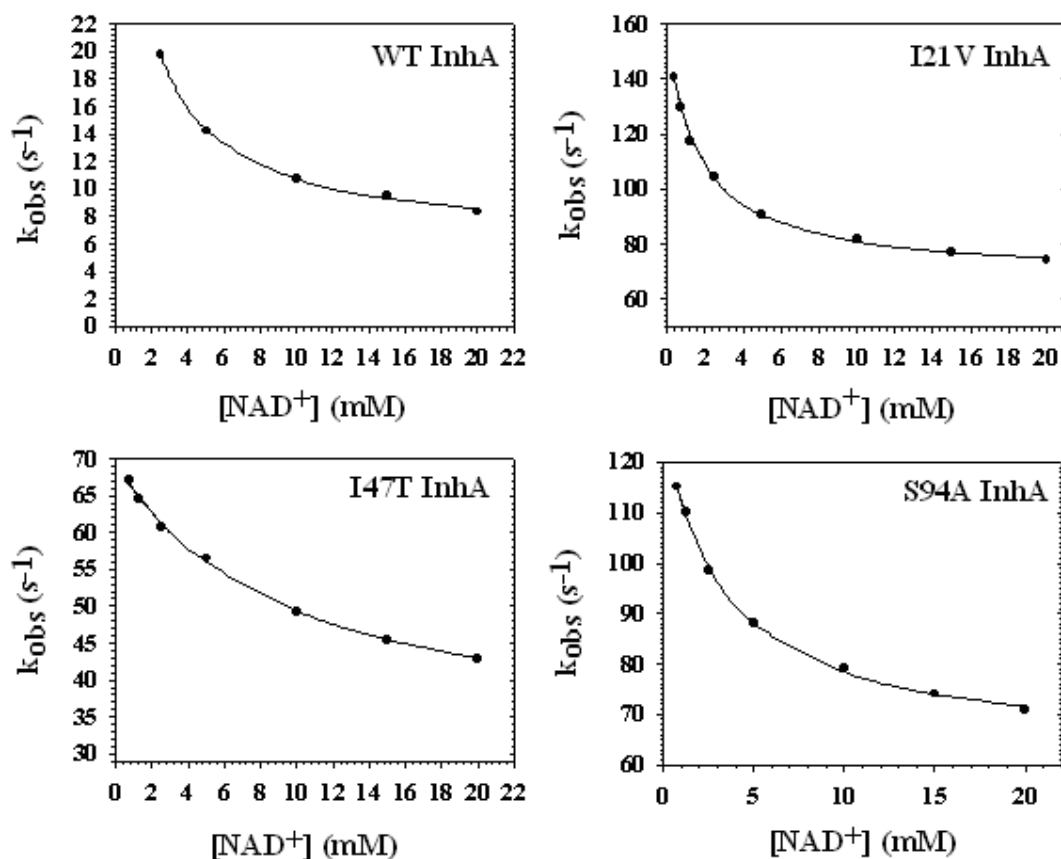 WT InhA
k_obs (s⁻¹)
22
20
18
16
14
12
10
8
6
4
2
0
0 2 4 6 8 10 12 14 16 18 20 22
[NAD⁺] (mM)
I21V InhA
k_obs (s⁻¹)
160
140
120
100
80
60
0 2 4 6 8 10 12 14 16 18 20
[NAD⁺] (mM)
I47T InhA
k_obs (s⁻¹)
70
65
60
55
50
45
40
35
30
0 2 4 6 8 10 12 14 16 18 20 22
[NAD⁺] (mM)
S94A InhA
k_obs (s⁻¹)
120
110
100
90
80
70
60
0 5 10 15 20
[NAD⁺] (mM)